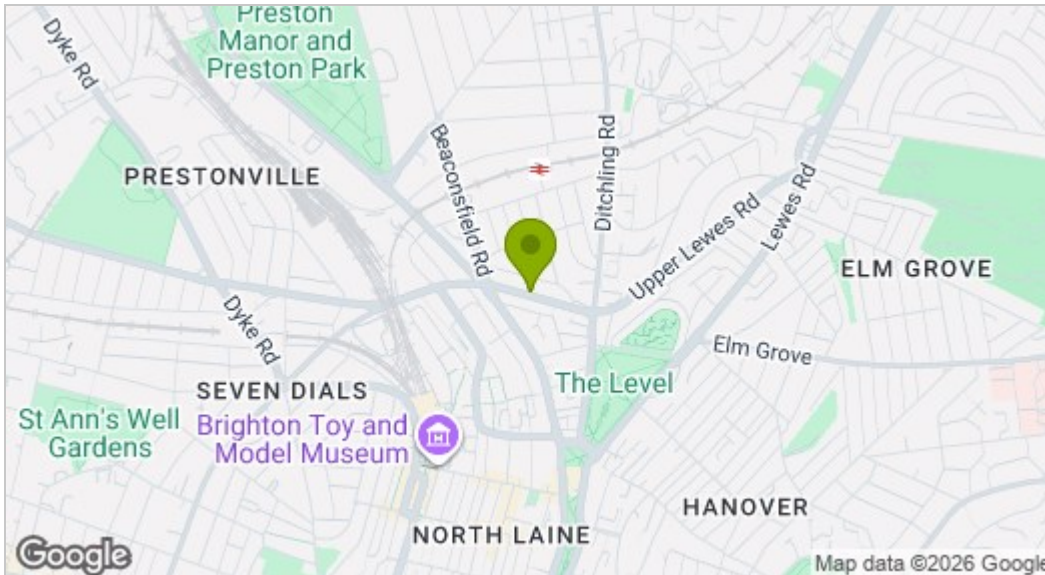 Preston
Manor and
Preston Park
Dyke Rd
Beaconsfield Rd
Ditchling Rd
PRESTONVILLE
Upper Lewes Rd
Lewes Rd
ELM GROVE
Dyke Rd
Elm Grove
SEVEN DIALS
The Level
St Ann's Well
Gardens
Brighton Toy and
Model Museum
HANOVER
NORTH LAINE
Google
Map data ©2026 Google